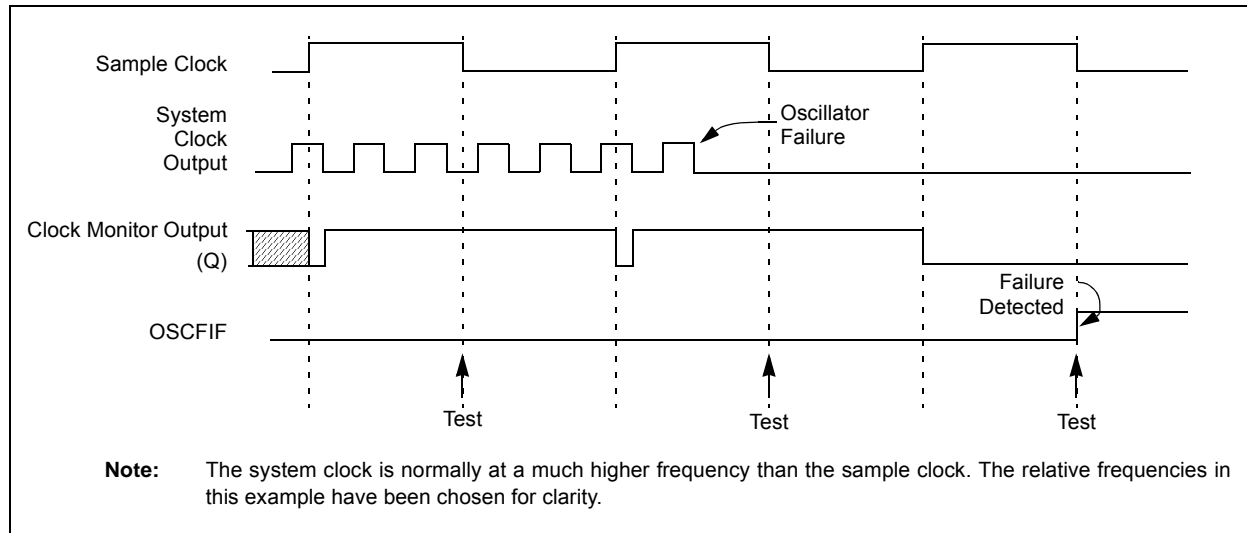 Sample Clock
System
Clock
Output
Oscillator
Failure
Clock Monitor Output
(Q)
Failure
Detected
OSCFIF
Test
Test
Test
Note: The system clock is normally at a much higher frequency than the sample clock. The relative frequencies in
this example have been chosen for clarity.